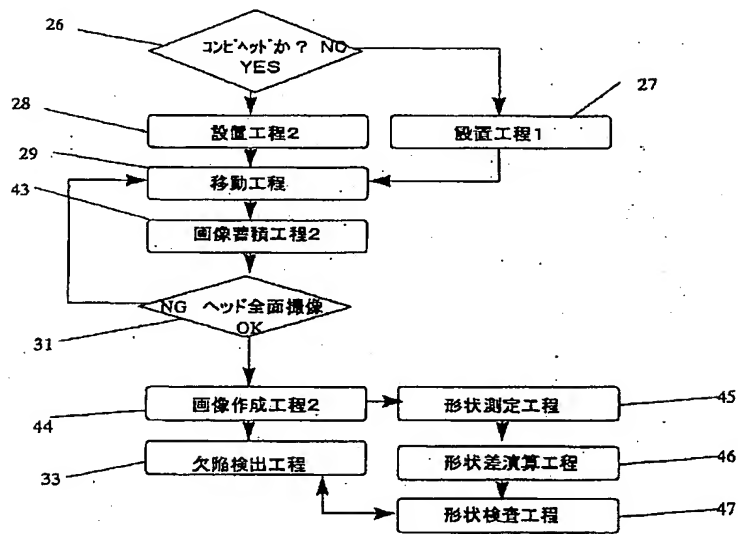 26
コンビヘッドか? NO
YES
27
28
設置工程2
設置工程1
29
移動工程
43
画像蓄積工程2
NG ヘッド全面撮像
OK
31
画像作成工程2
形状測定工程
45
44
欠陥検出工程
形状差演算工程
46
33
形状検査工程
47